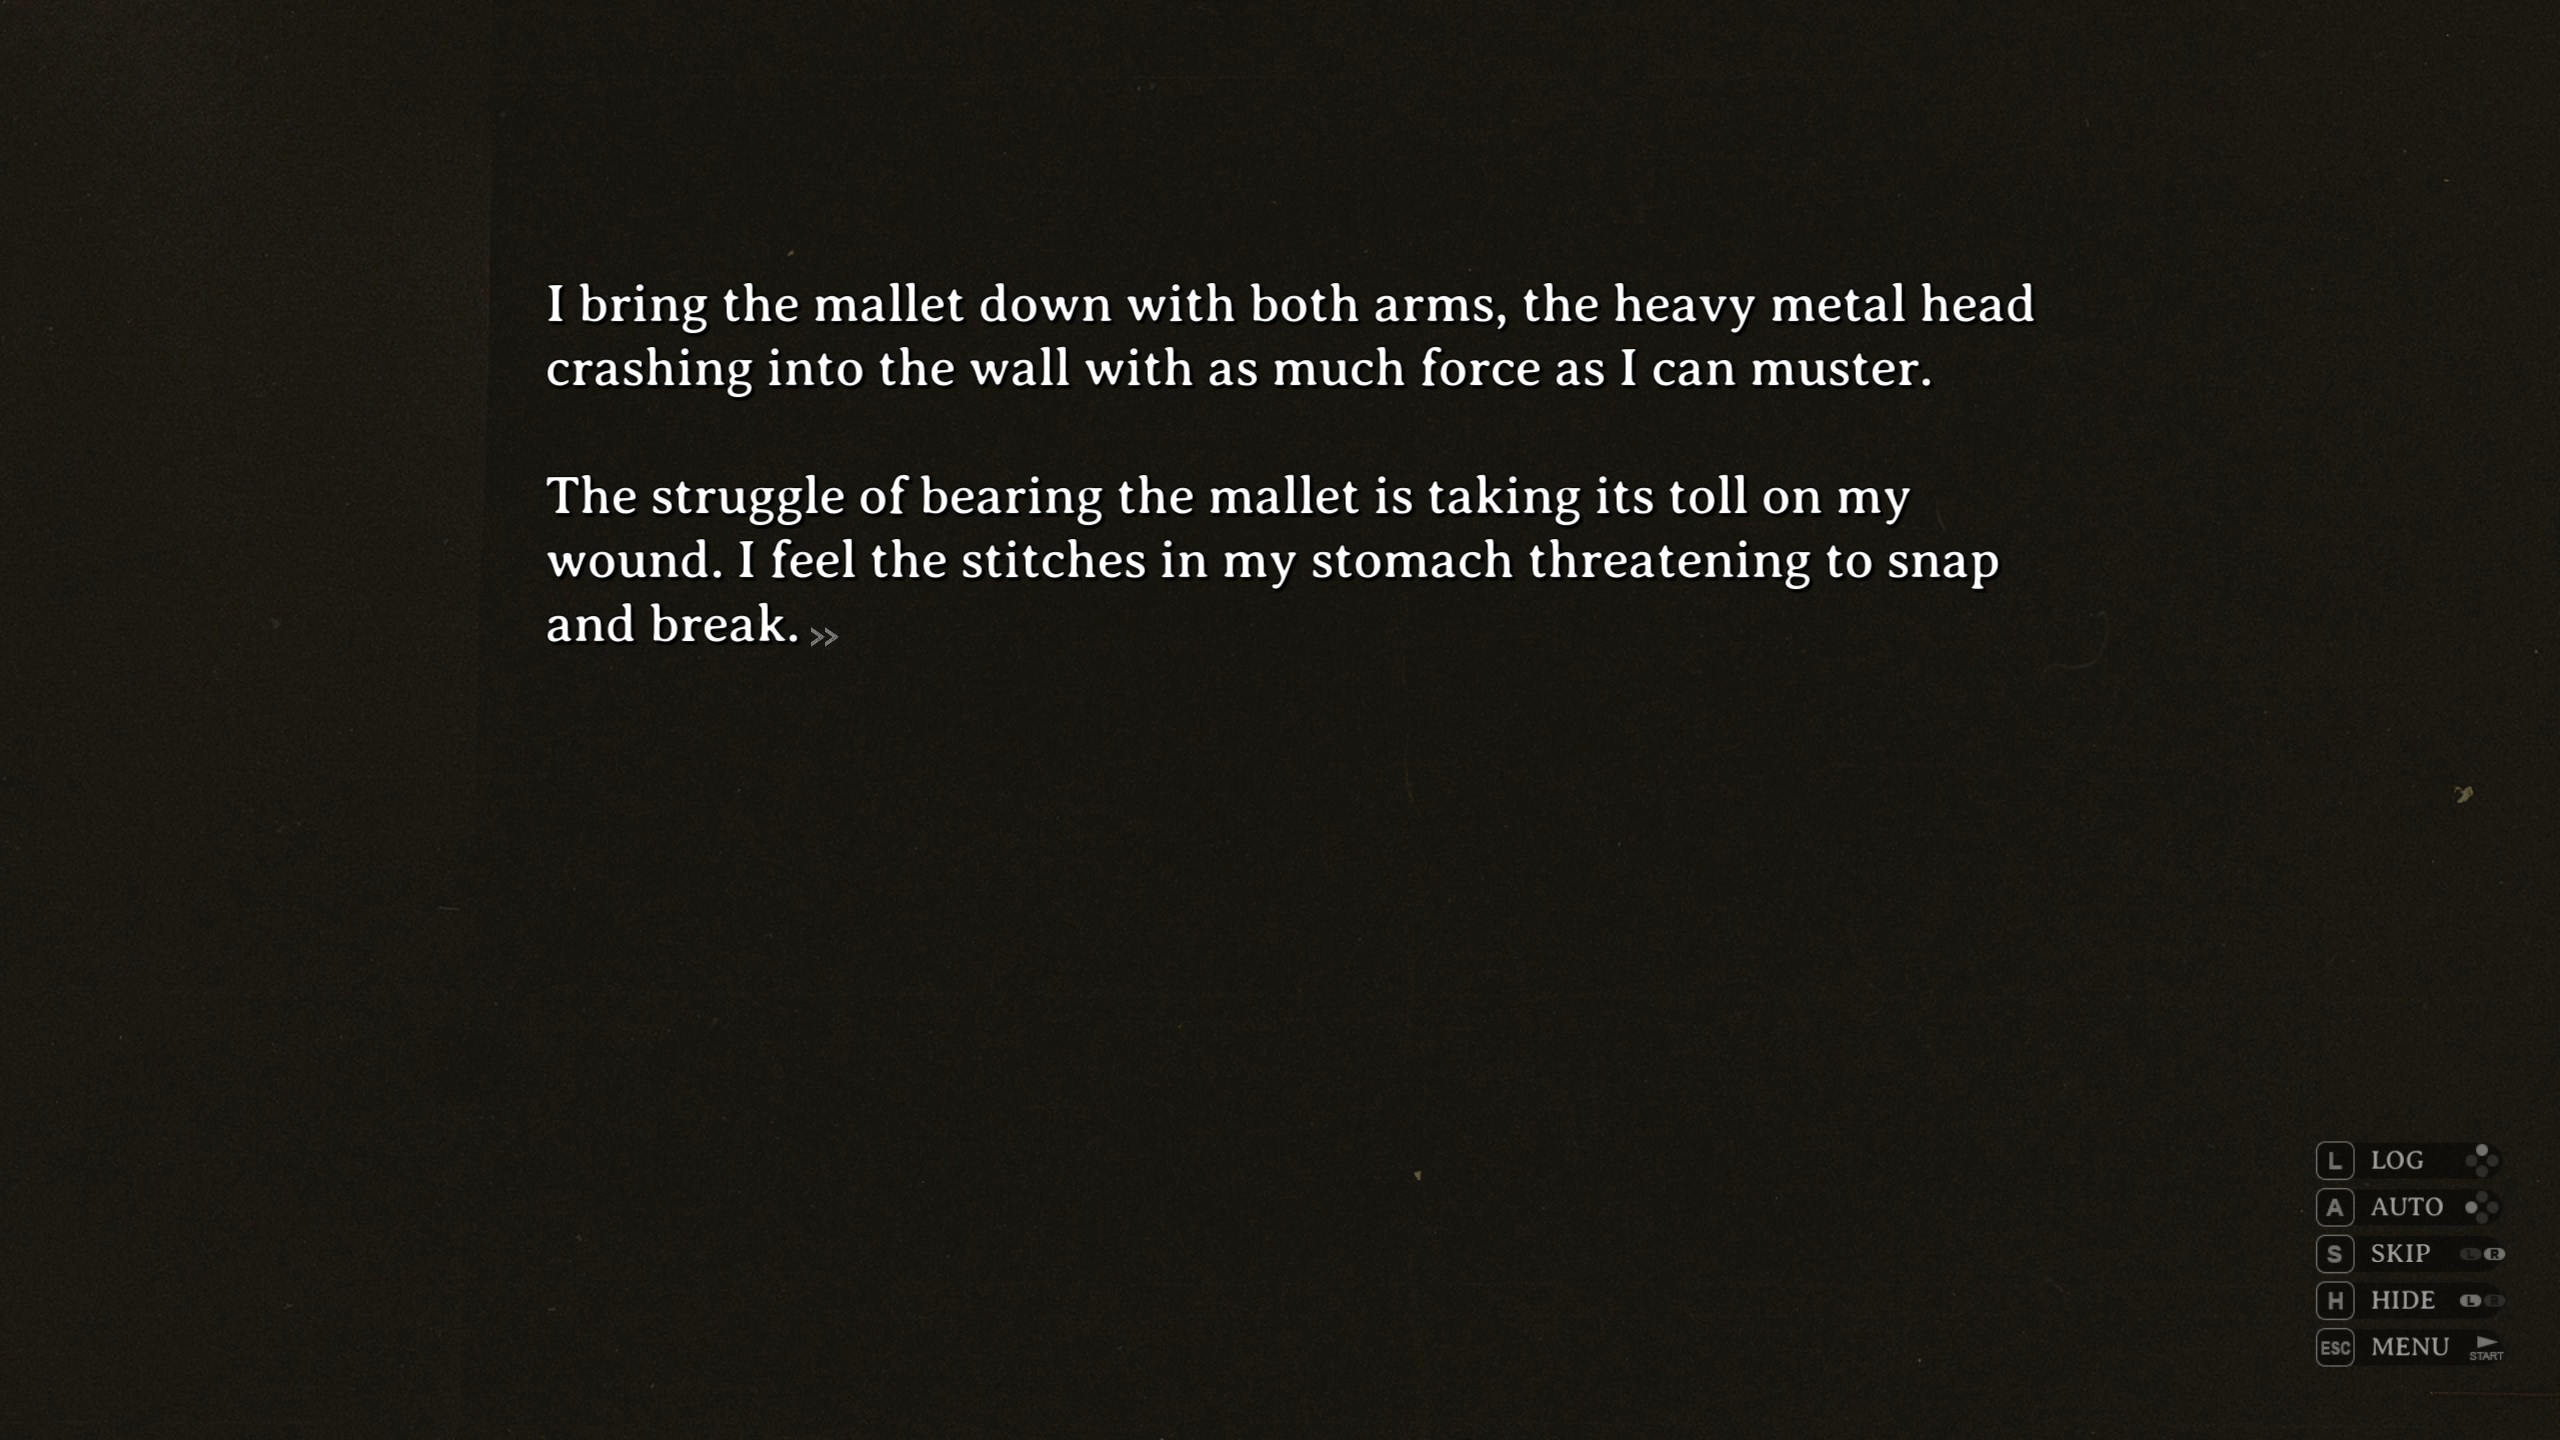 I bring the mallet down with both arms, the heavy metal head
crashing into the wall with as much force as I can muster.
The struggle of bearing the mallet is taking its toll on my
wound. I feel the stitches in my stomach threatening to snap
and break. »
L LOG
A AUTO
S SKIP L R
H HIDE L R
ESC MENU START